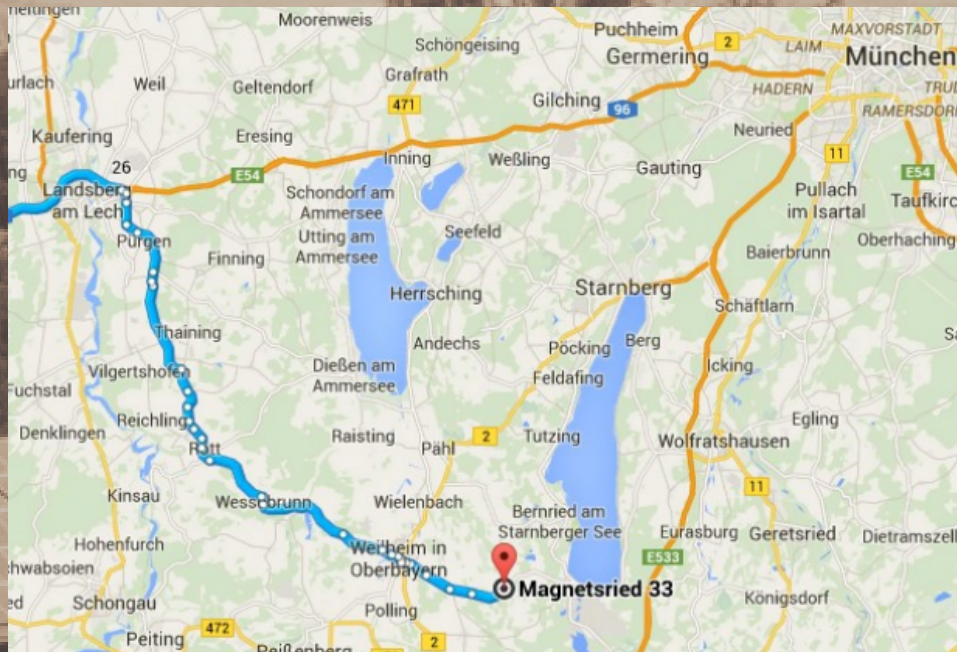 Moorenweis
Puchheim
2
MAXVORSTADT
Schöngeising
Germering
LAIM
München
Weil
Geltendorf
Grafrath
HADERN
471
Gilching
96
RAMERSDORF
Kaufering
Eresing
Neuried
26
Inning
Weßling
11
E54
Gauting
E54
Landsberg
am Lech
Schondorf am
Ammersee
Pullach
im Isartal
Taufkirc
Pürgen
Utting am
Ammersee
Seefeld
Oberhaching
Finning
Baierbrunn
Herrsching
Starnberg
Schäftlarn
Thaining
Andechs
Pöcking
Berg
Vilgertshofen
Dießen am
Ammersee
Feldafing
Icking
Fuchstal
Reichling
Egling
Denklingen
Raisting
Pähl
2
Tutzing
Wolfratshausen
Rott
11
Kinsau
Wessobrunn
Wielenbach
Bernried am
Starnberger See
Eurasburg
Geretsried
Dietramszell
Hohenfurch
Weilheim in
Oberbayern
E533
chwabsoien
Magnetsried 33
Schongau
Polling
Königsdorf
472
Peiting
2
Peißenberg